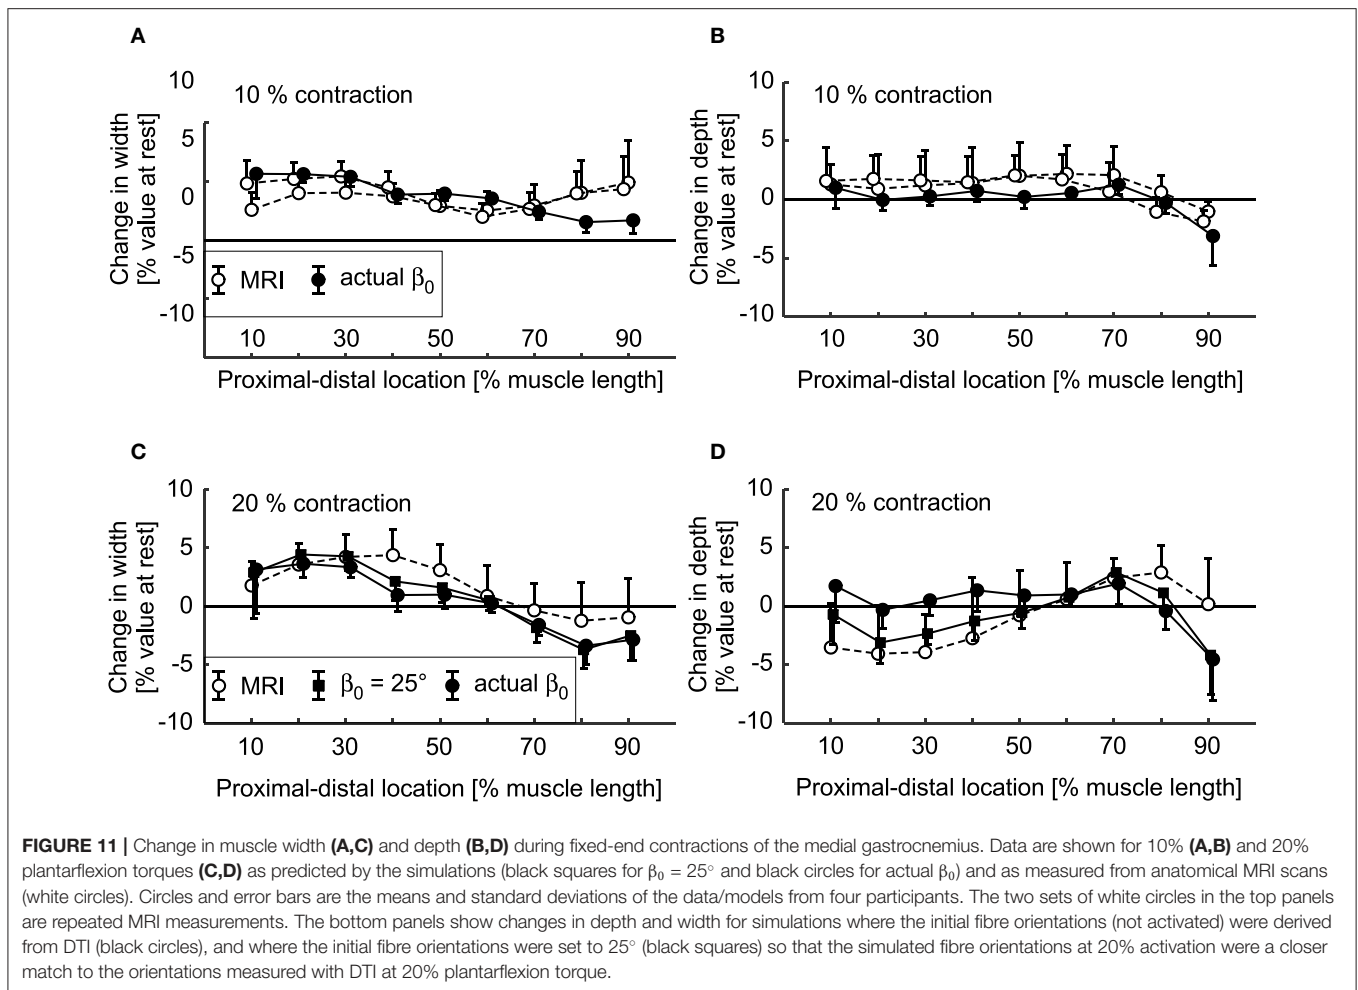 A
10
5
0
-5
-10
Change in width
[% value at rest]
10 % contraction
MRI
actual β0
10 30 50 70 90
Proximal-distal location [% muscle length]
B
10
5
0
-5
-10
Change in depth
[% value at rest]
10 % contraction
10 30 50 70 90
Proximal-distal location [% muscle length]
C
10
5
0
-5
-10
Change in width
[% value at rest]
20 % contraction
MRI
β0 = 25°
actual β0
10 30 50 70 90
Proximal-distal location [% muscle length]
D
10
5
0
-5
-10
Change in depth
[% value at rest]
20 % contraction
10 30 50 70 90
Proximal-distal location [% muscle length]
FIGURE 11 | Change in muscle width (A,C) and depth (B,D) during fixed-end contractions of the medial gastrocnemius. Data are shown for 10% (A,B) and 20%
plantarflexion torques (C,D) as predicted by the simulations (black squares for β0 = 25° and black circles for actual β0) and as measured from anatomical MRI scans
(white circles). Circles and error bars are the means and standard deviations of the data/models from four participants. The two sets of white circles in the top panels
are repeated MRI measurements. The bottom panels show changes in depth and width for simulations where the initial fibre orientations (not activated) were derived
from DTI (black circles), and where the initial fibre orientations were set to 25° (black squares) so that the simulated fibre orientations at 20% activation were a closer
match to the orientations measured with DTI at 20% plantarflexion torque.